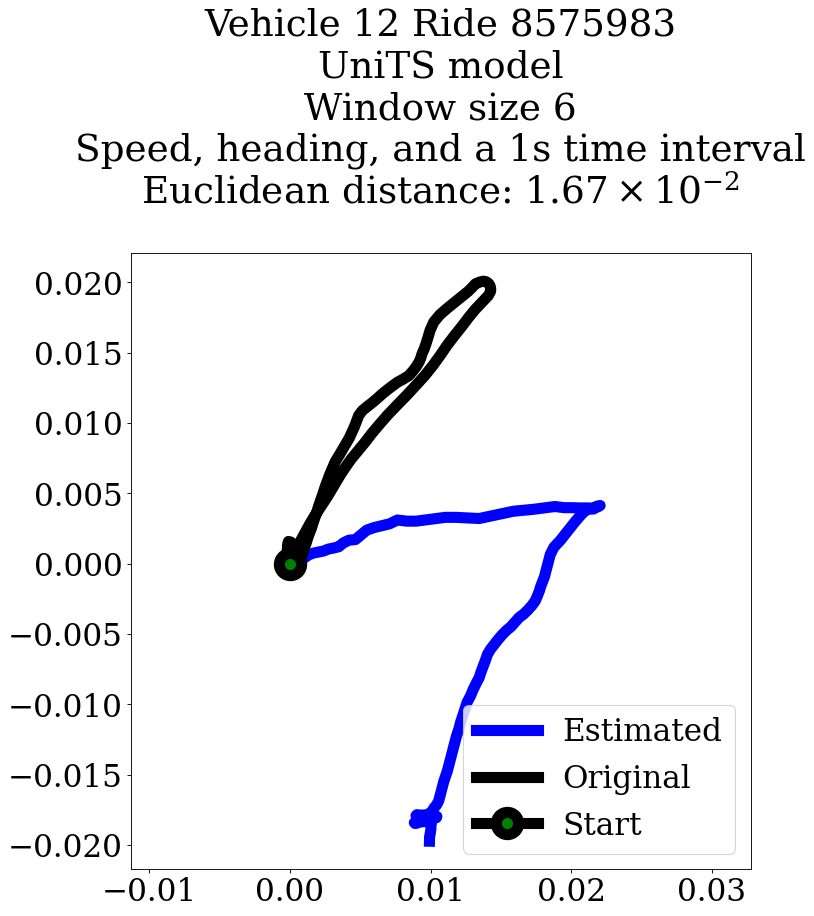 Vehicle 12 Ride 8575983
UniTS model
Window size 6
Speed, heading, and a 1s time interval
Euclidean distance: 1.67 × 10⁻²
0.020
0.015
0.010
0.005
0.000
−0.005
−0.010
−0.015
−0.020
Estimated
Original
Start
−0.01 0.00 0.01 0.02 0.03